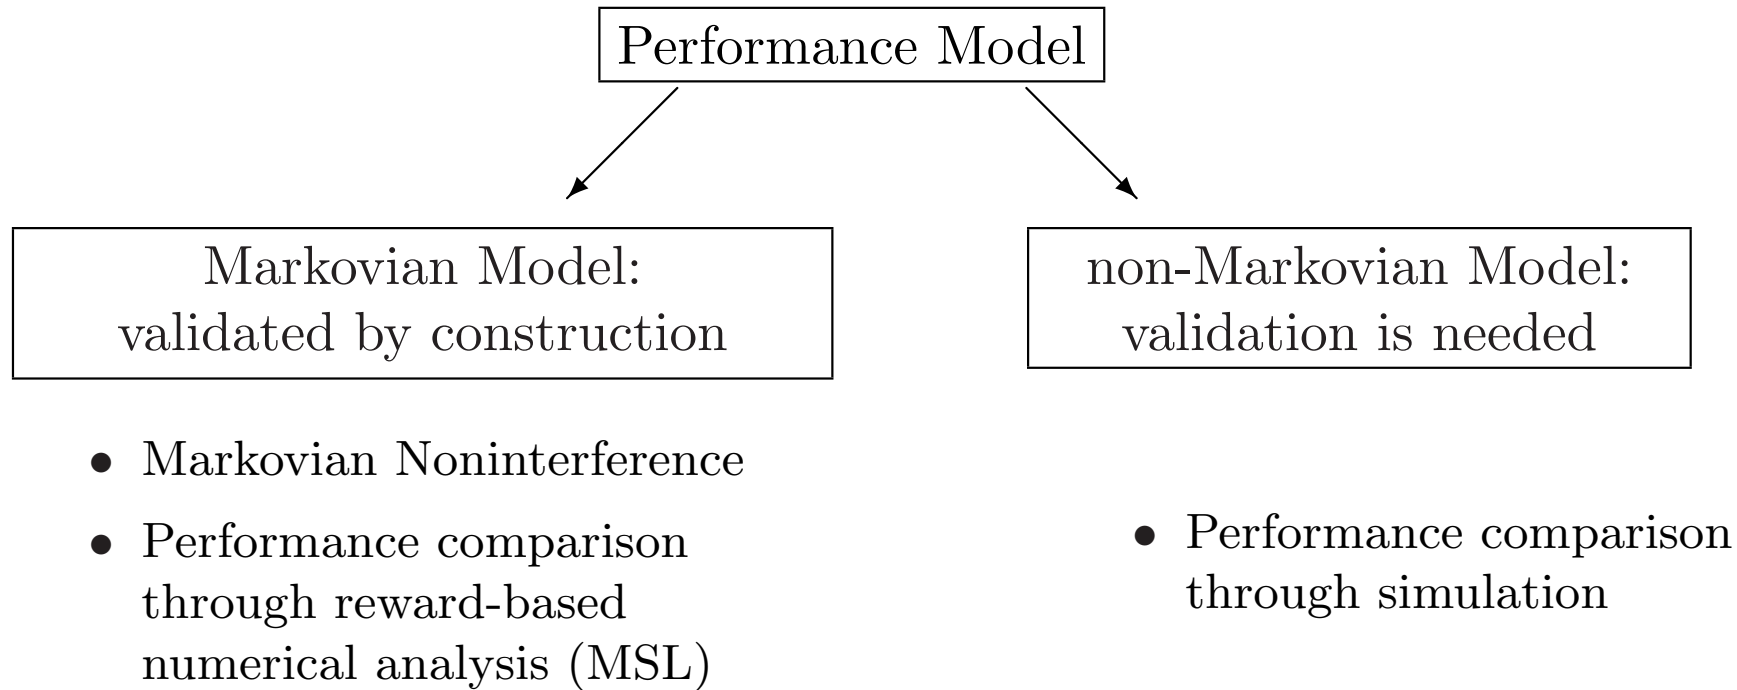 Performance Model
Markovian Model:
validated by construction
non-Markovian Model:
validation is needed
• Markovian Noninterference
• Performance comparison
through reward-based
numerical analysis (MSL)
• Performance comparison
through simulation